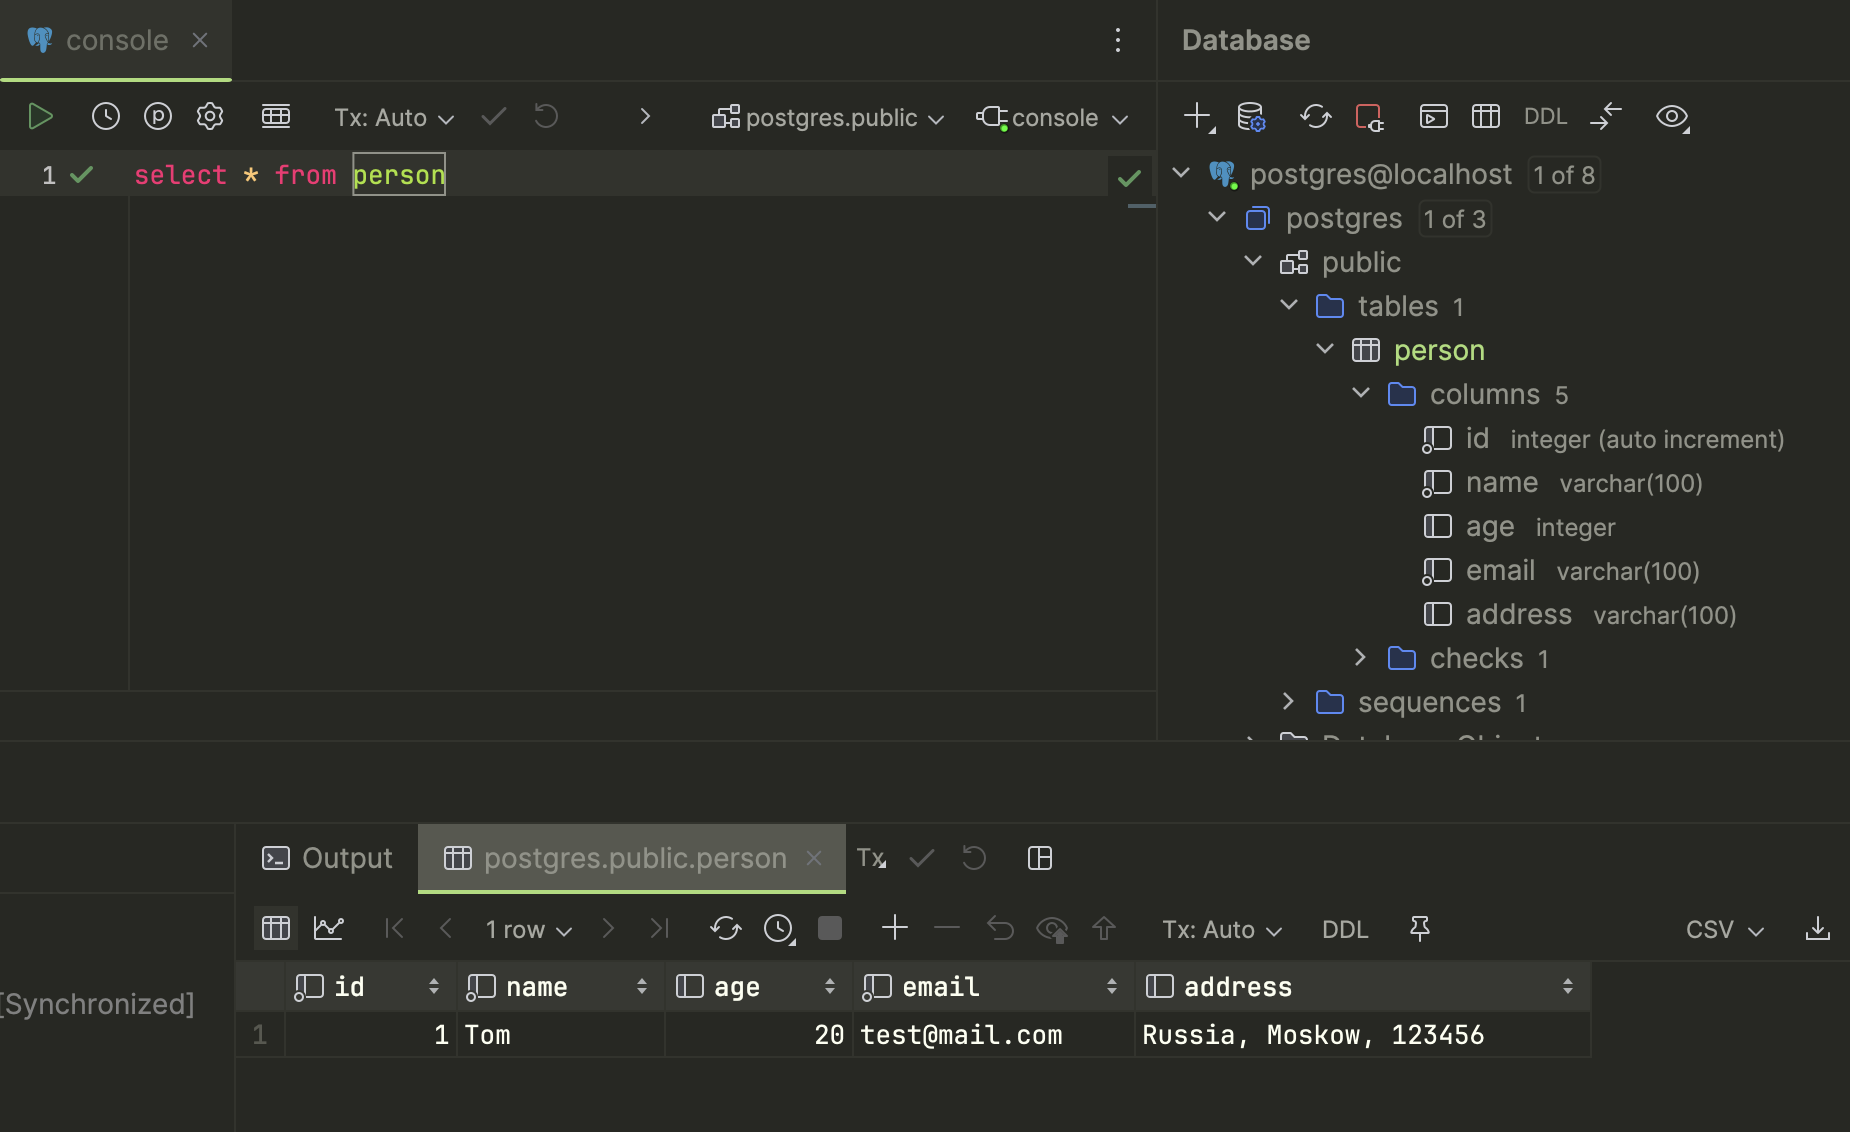 console
Tx: Auto
postgres.public
console
1 select * from person
Database
DDL
postgres@localhost 1 of 8
postgres 1 of 3
public
tables 1
person
columns 5
id integer (auto increment)
name varchar(100)
age integer
email varchar(100)
address varchar(100)
checks 1
sequences 1
[Synchronized]
Output
postgres.public.person
Tx
1 row
Tx: Auto
DDL
CSV
id name age email address
1 1 Tom 20 test@mail.com Russia, Moskow, 123456